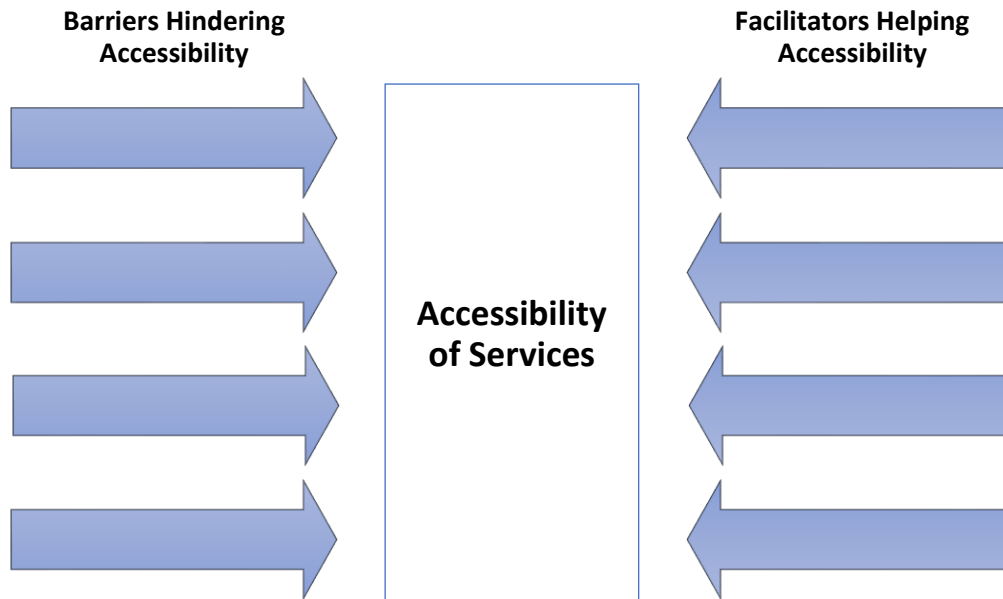 Barriers Hindering
Accessibility
Facilitators Helping
Accessibility
Accessibility
of Services